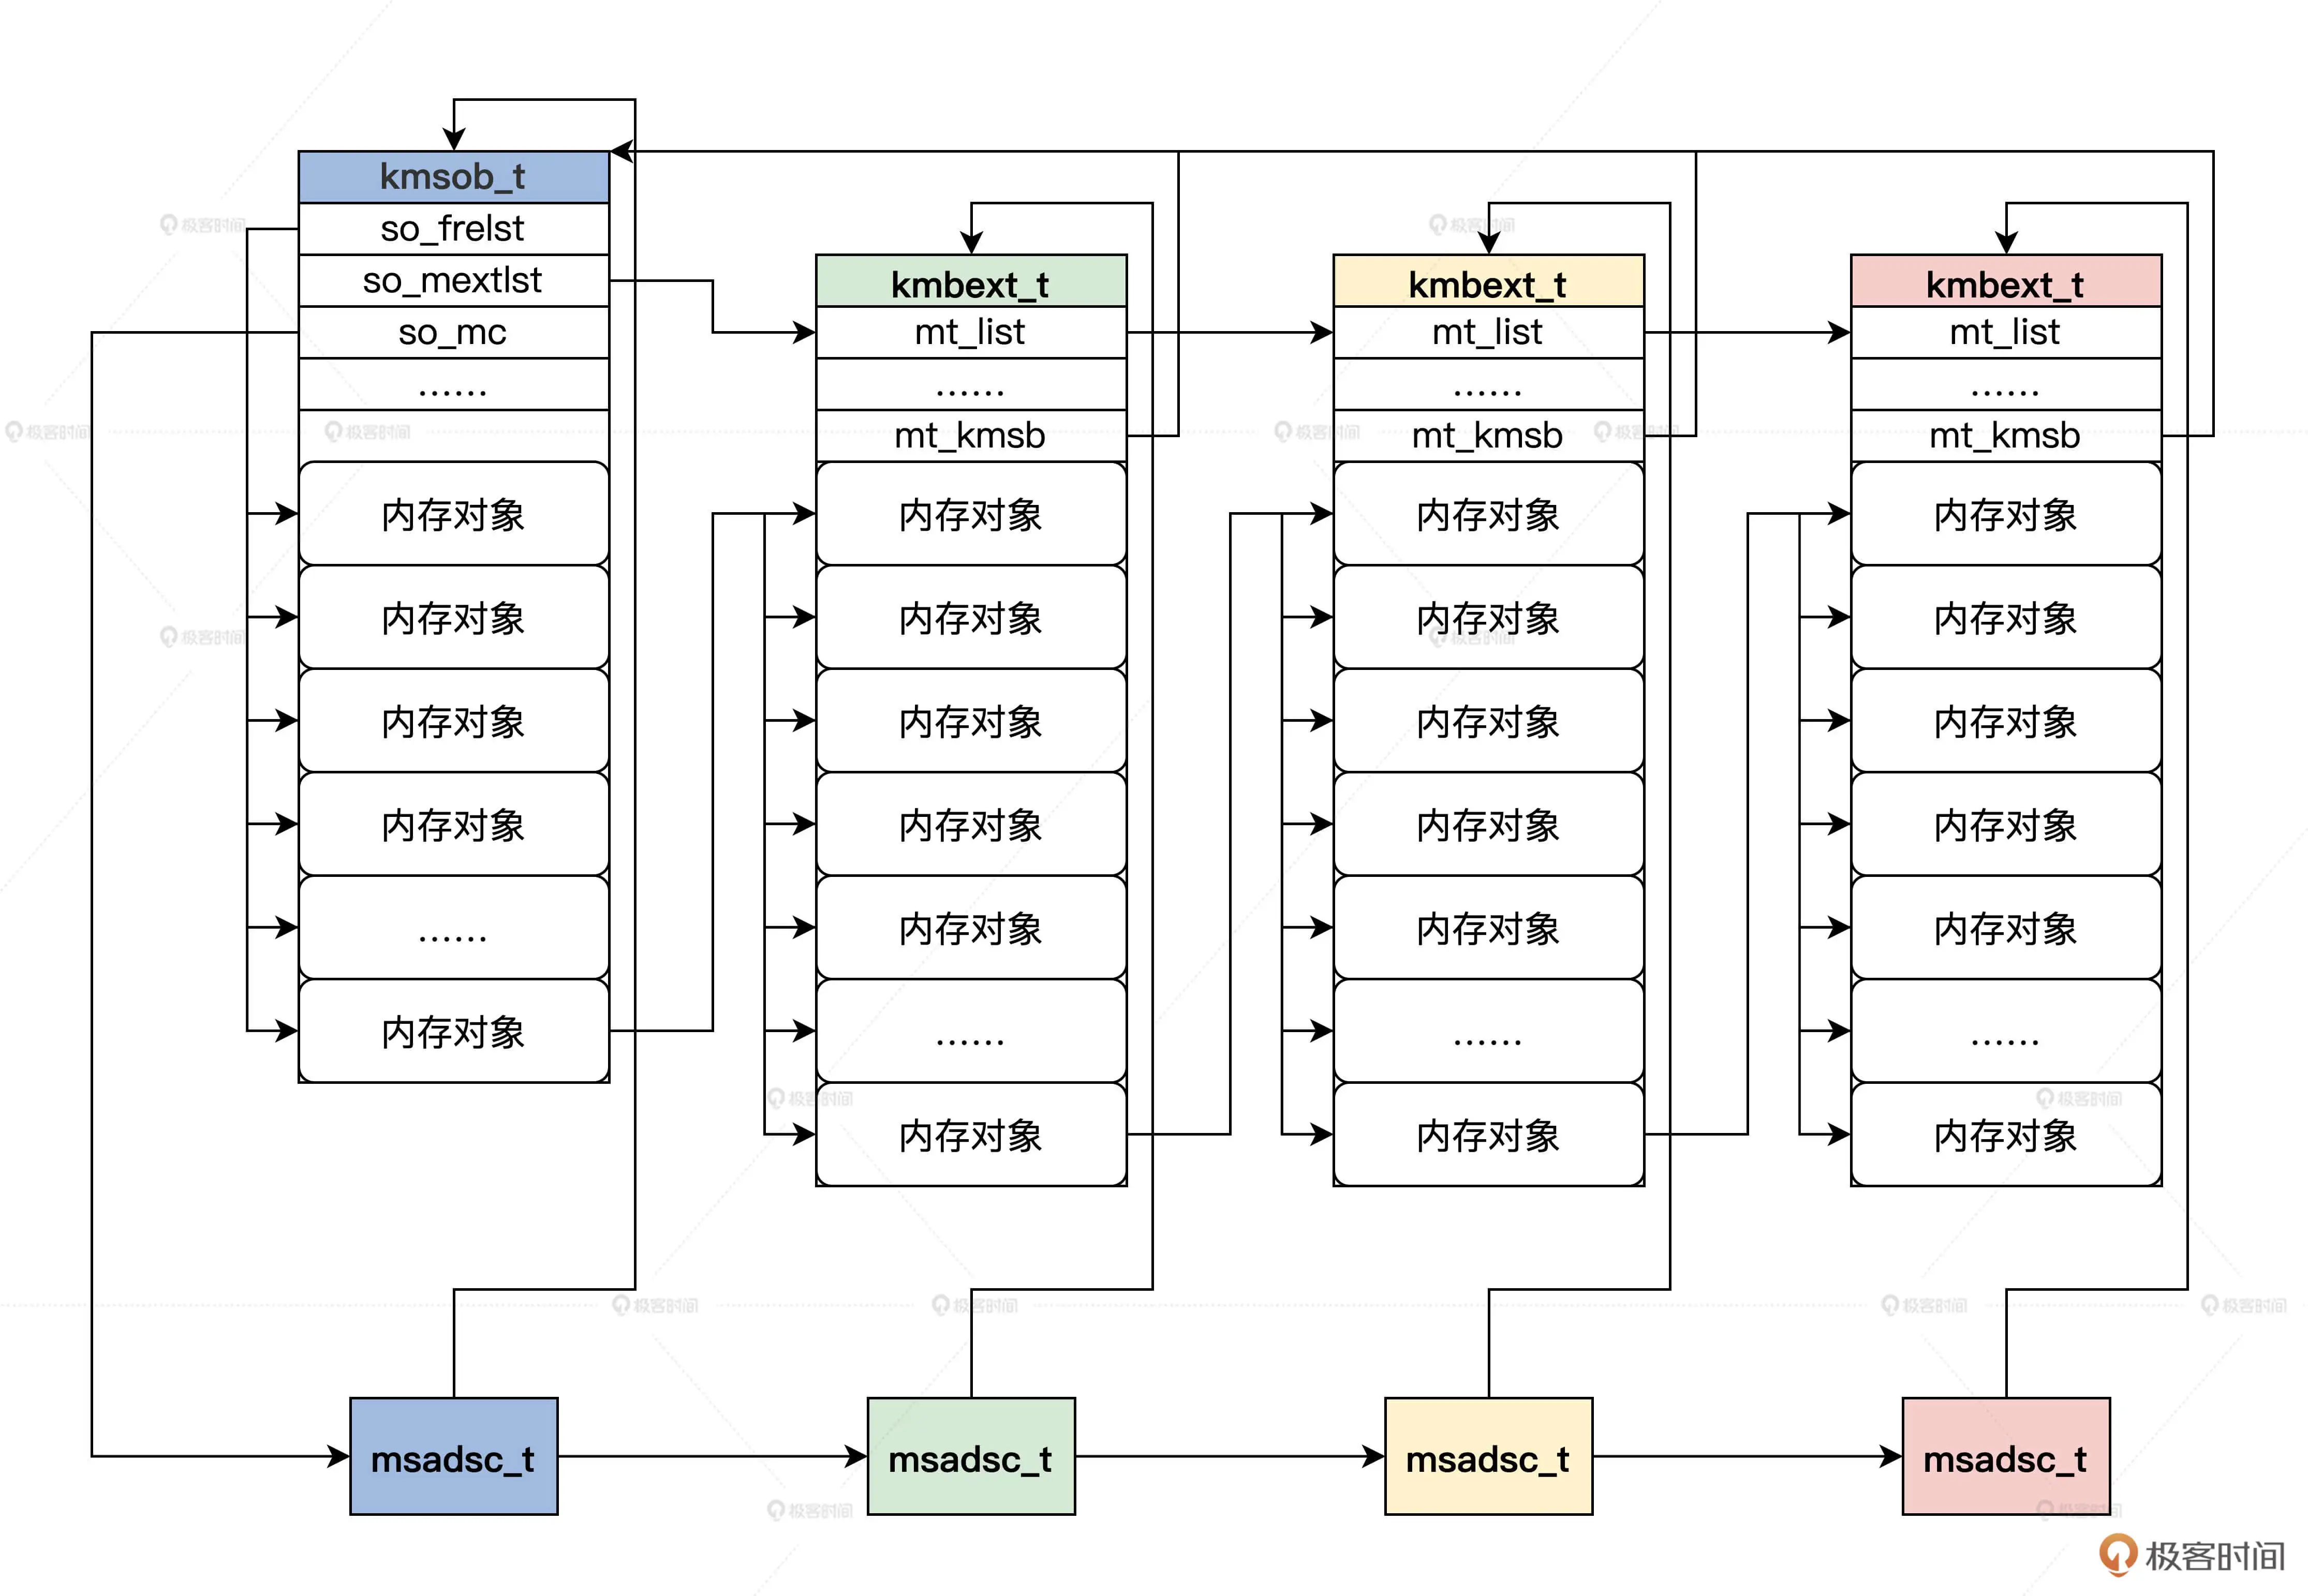 kmsob_t
so_frelst
so_mextlst
so_mc
......
内存对象
内存对象
内存对象
内存对象
......
内存对象
kmbext_t
mt_list
......
mt_kmsb
内存对象
内存对象
内存对象
内存对象
内存对象
......
内存对象
kmbext_t
mt_list
......
mt_kmsb
内存对象
内存对象
内存对象
内存对象
内存对象
......
内存对象
kmbext_t
mt_list
......
mt_kmsb
内存对象
内存对象
内存对象
内存对象
内存对象
......
内存对象
msadsc_t
msadsc_t
msadsc_t
msadsc_t
极客时间